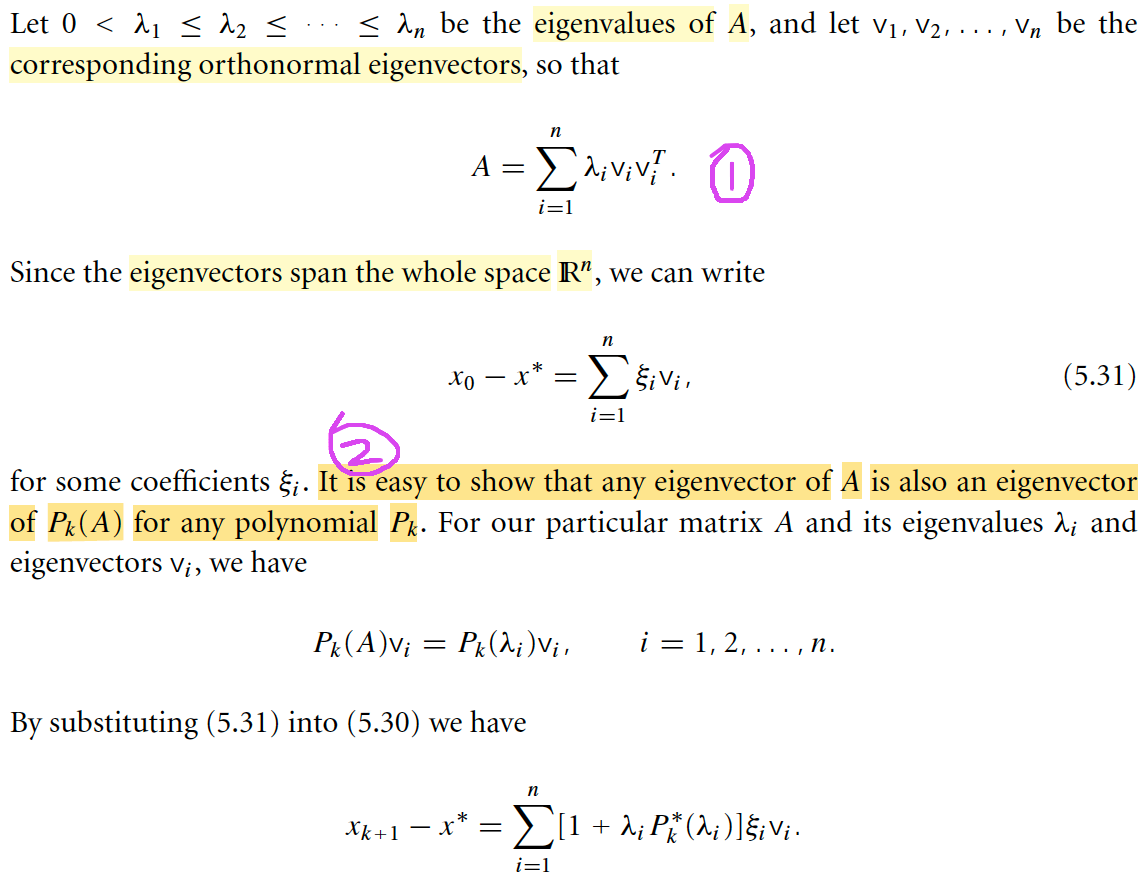 Let 0 < λ₁ ≤ λ₂ ≤ ··· ≤ λₙ be the eigenvalues of A, and let v₁, v₂, . . . , vₙ be the
corresponding orthonormal eigenvectors, so that
A = ∑ᵢ₌₁ⁿ λᵢvᵢvᵢᵀ. ①
Since the eigenvectors span the whole space ℝⁿ, we can write
x₀ − x* = ∑ᵢ₌₁ⁿ ξᵢvᵢ, (5.31)
②
for some coefficients ξᵢ. It is easy to show that any eigenvector of A is also an eigenvector
of Pₖ(A) for any polynomial Pₖ. For our particular matrix A and its eigenvalues λᵢ and
eigenvectors vᵢ, we have
Pₖ(A)vᵢ = Pₖ(λᵢ)vᵢ, i = 1, 2, . . . , n.
By substituting (5.31) into (5.30) we have
xₖ₊₁ − x* = ∑ᵢ₌₁ⁿ [1 + λᵢPₖ*(λᵢ)]ξᵢvᵢ.